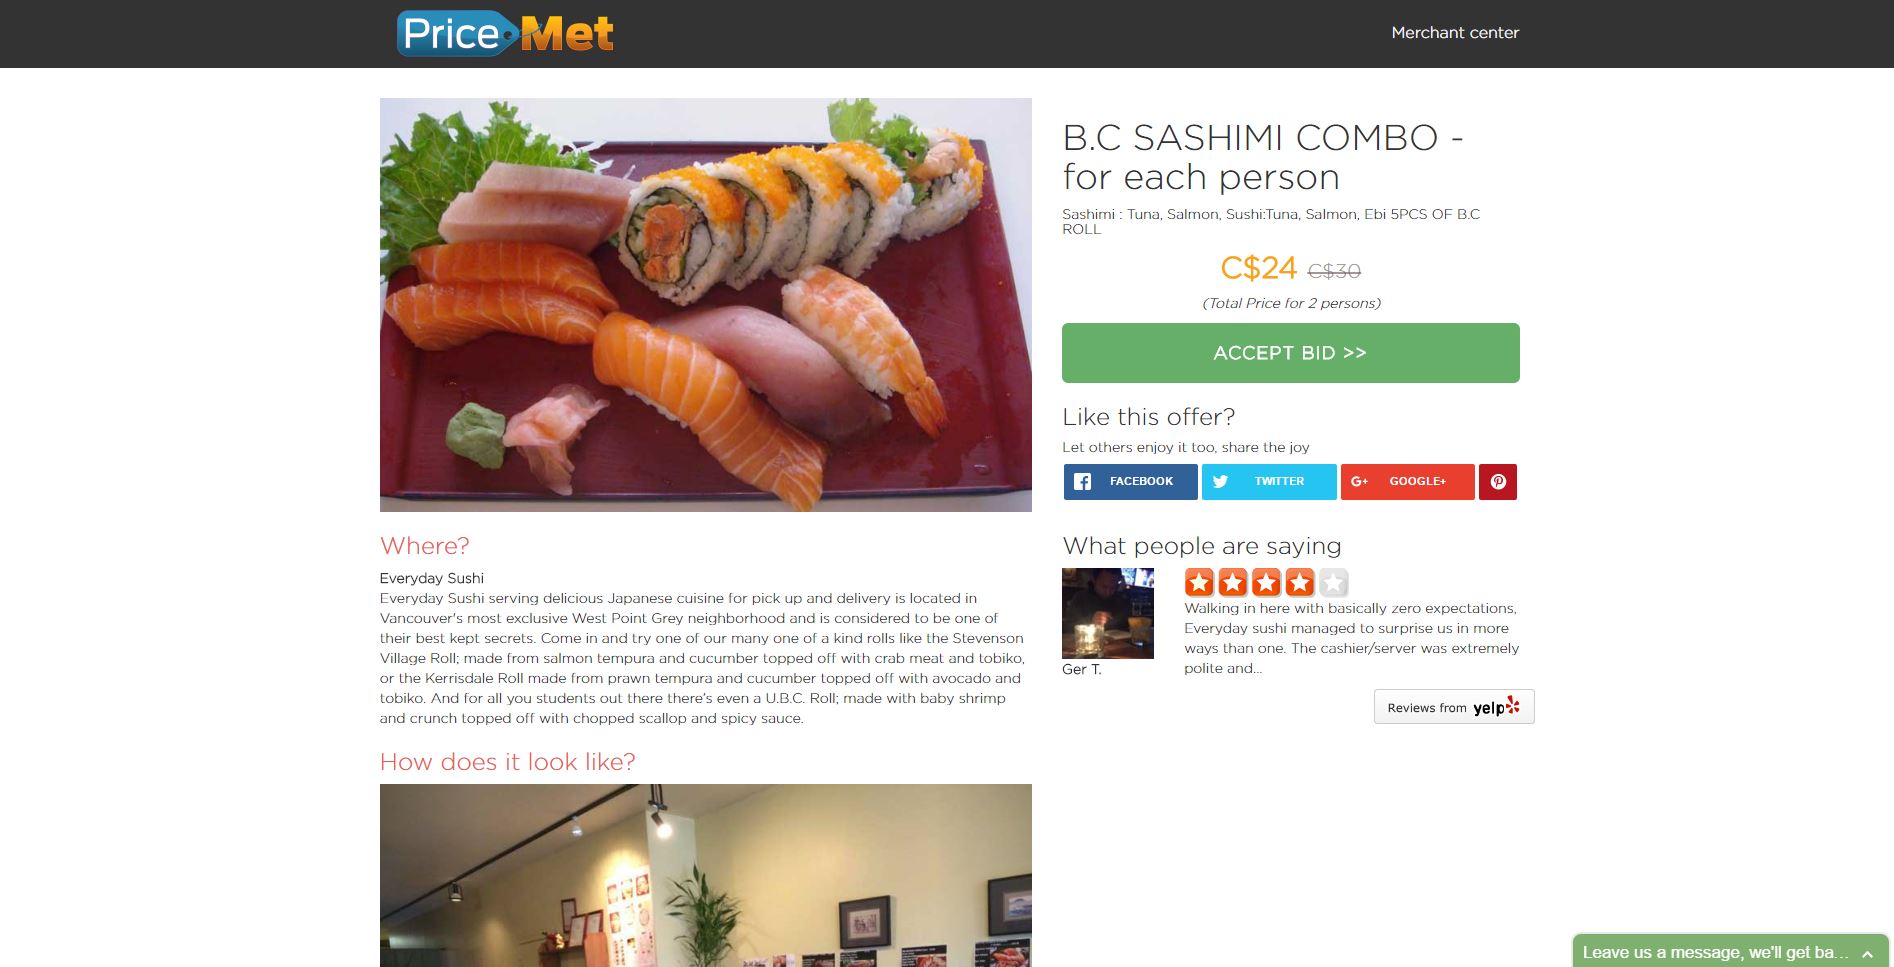 Price Met
Merchant center
B.C SASHIMI COMBO -
for each person
Sashimi : Tuna, Salmon, Sushi:Tuna, Salmon, Ebi 5PCS OF B.C
ROLL
C$24 C$30
(Total Price for 2 persons)
ACCEPT BID >>
Like this offer?
Let others enjoy it too, share the joy
FACEBOOK TWITTER G+ GOOGLE+
Where?
Everyday Sushi
Everyday Sushi serving delicious Japanese cuisine for pick up and delivery is located in
Vancouver's most exclusive West Point Grey neighborhood and is considered to be one of
their best kept secrets. Come in and try one of our many one of a kind rolls like the Stevenson
Village Roll; made from salmon tempura and cucumber topped off with crab meat and tobiko,
or the Kerrisdale Roll made from prawn tempura and cucumber topped off with avocado and
tobiko. And for all you students out there there's even a U.B.C. Roll; made with baby shrimp
and crunch topped off with chopped scallop and spicy sauce.
How does it look like?
What people are saying
Walking in here with basically zero expectations,
Everyday sushi managed to surprise us in more
ways than one. The cashier/server was extremely
polite and...
Ger T.
Reviews from yelp
Leave us a message, we'll get ba...